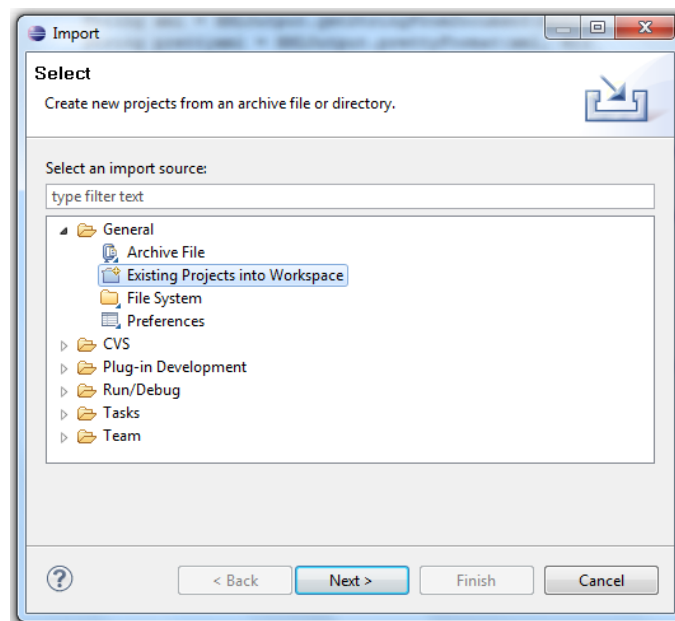 Import
Select
Create new projects from an archive file or directory.
Select an import source:
type filter text
General
Archive File
Existing Projects into Workspace
File System
Preferences
CVS
Plug-in Development
Run/Debug
Tasks
Team
?
< Back
Next >
Finish
Cancel